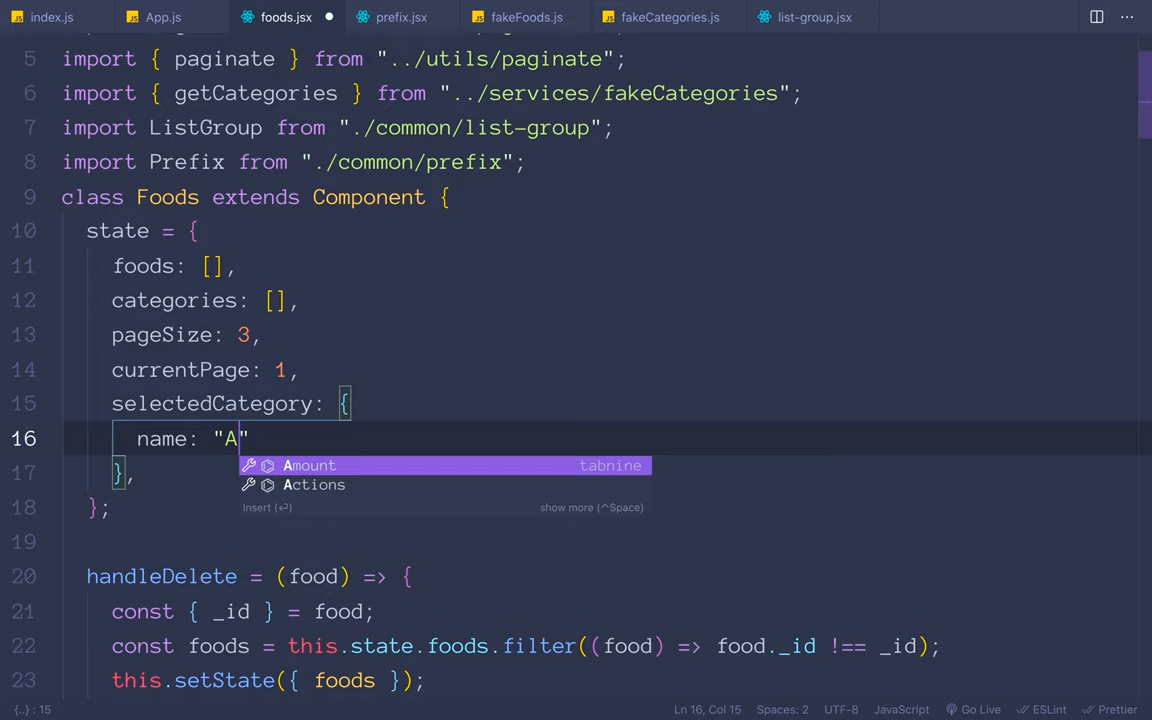 index.js App.js foods.jsx prefix.jsx fakeFoods.js fakeCategories.js list-group.jsx
5 import { paginate } from "../utils/paginate";
6 import { getCategories } from "../services/fakeCategories";
7 import ListGroup from "./common/list-group";
8 import Prefix from "./common/prefix";
9 class Foods extends Component {
10 state = {
11 foods: [],
12 categories: [],
13 pageSize: 3,
14 currentPage: 1,
15 selectedCategory: {
16 name: "A"
Amount tabnine
17 },
Actions
Insert (⏎) show more (^Space)
18 };
19
20 handleDelete = (food) => {
21 const { _id } = food;
22 const foods = this.state.foods.filter((food) => food._id !== _id);
23 this.setState({ foods });
{..} : 15 Ln 16, Col 15 Spaces: 2 UTF-8 JavaScript Go Live ESLint Prettier